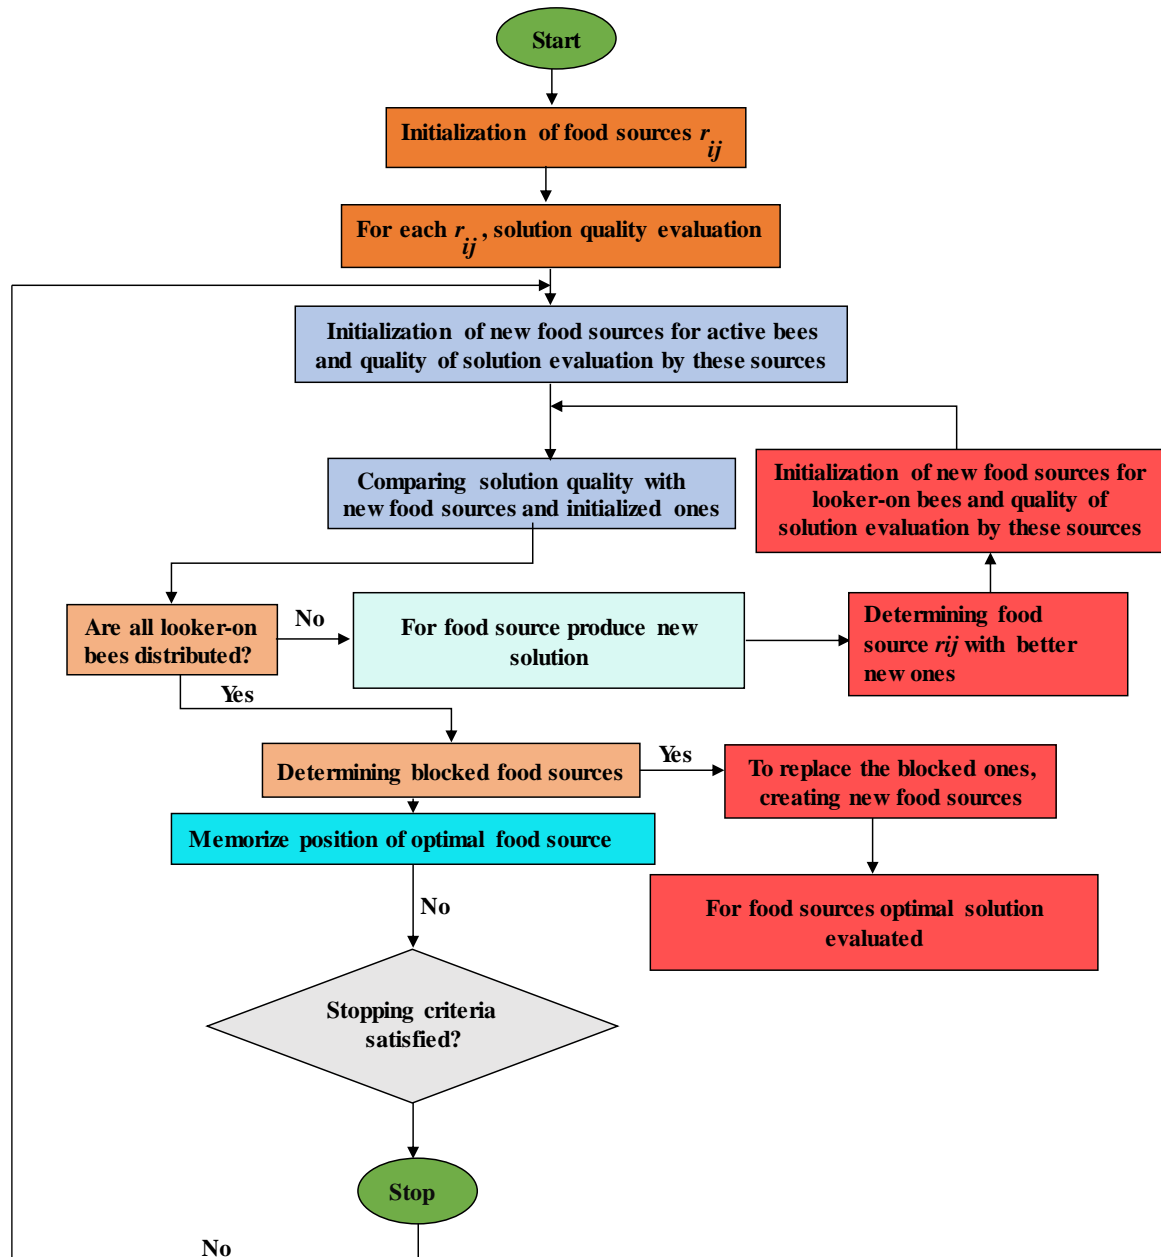 Start
Initialization of food sources r
ij
For each r
ij
, solution quality evaluation
Initialization of new food sources for active bees
and quality of solution evaluation by these sources
Comparing solution quality with
new food sources and initialized ones
Initialization of new food sources for
looker-on bees and quality of
solution evaluation by these sources
Are all looker-on
bees distributed?
No
For food source produce new
solution
Determining food
source rij with better
new ones
Yes
Determining blocked food sources
Yes
To replace the blocked ones,
creating new food sources
Memorize position of optimal food source
For food sources optimal solution
evaluated
No
Stopping criteria
satisfied?
Stop
No